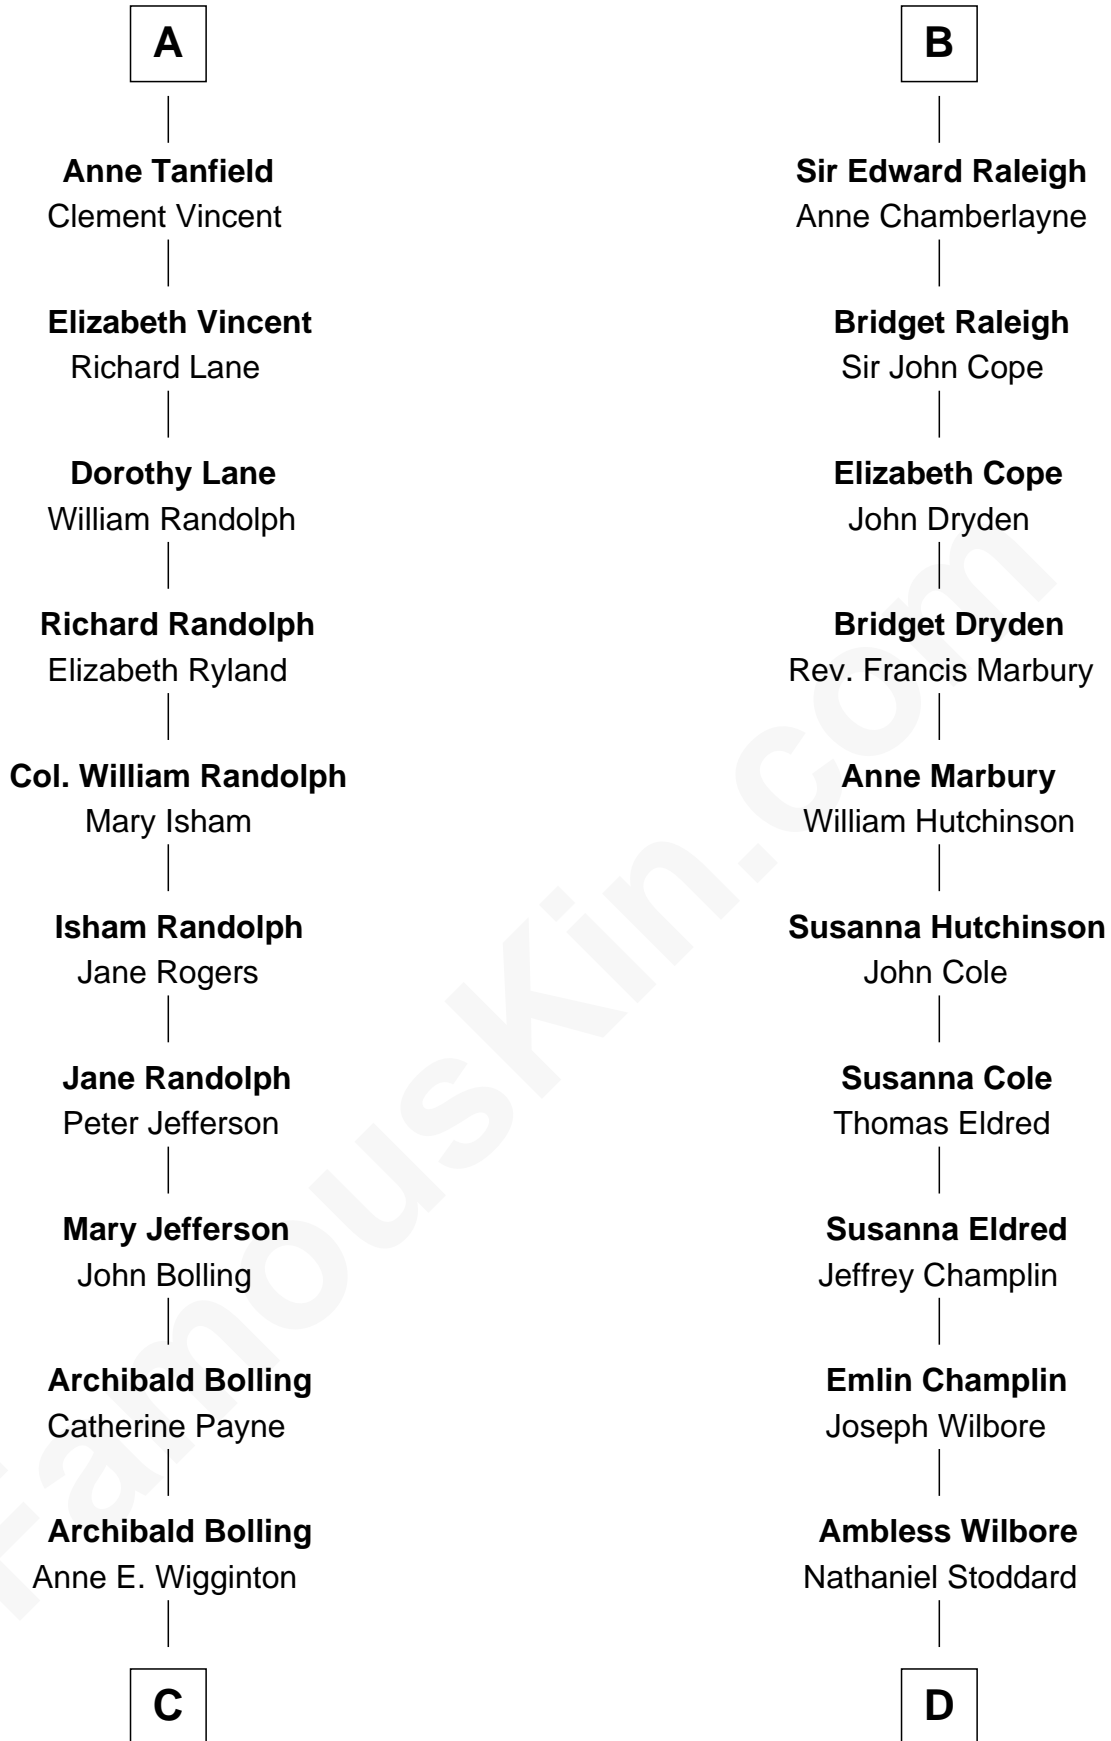 A
Anne Tanfield
Clement Vincent
Elizabeth Vincent
Richard Lane
Dorothy Lane
William Randolph
Richard Randolph
Elizabeth Ryland
Col. William Randolph
Mary Isham
Isham Randolph
Jane Rogers
Jane Randolph
Peter Jefferson
Mary Jefferson
John Bolling
Archibald Bolling
Catherine Payne
Archibald Bolling
Anne E. Wigginton
C
B
Sir Edward Raleigh
Anne Chamberlayne
Bridget Raleigh
Sir John Cope
Elizabeth Cope
John Dryden
Bridget Dryden
Rev. Francis Marbury
Anne Marbury
William Hutchinson
Susanna Hutchinson
John Cole
Susanna Cole
Thomas Eldred
Susanna Eldred
Jeffrey Champlin
Emlin Champlin
Joseph Wilbore
Ambless Wilbore
Nathaniel Stoddard
D
FamousKin.com